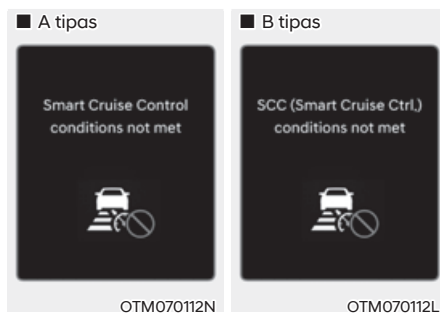 ■ A tipas
Smart Cruise Control
conditions not met
OTM070112N
■ B tipas
SCC (Smart Cruise Ctrl.)
conditions not met
OTM070112L